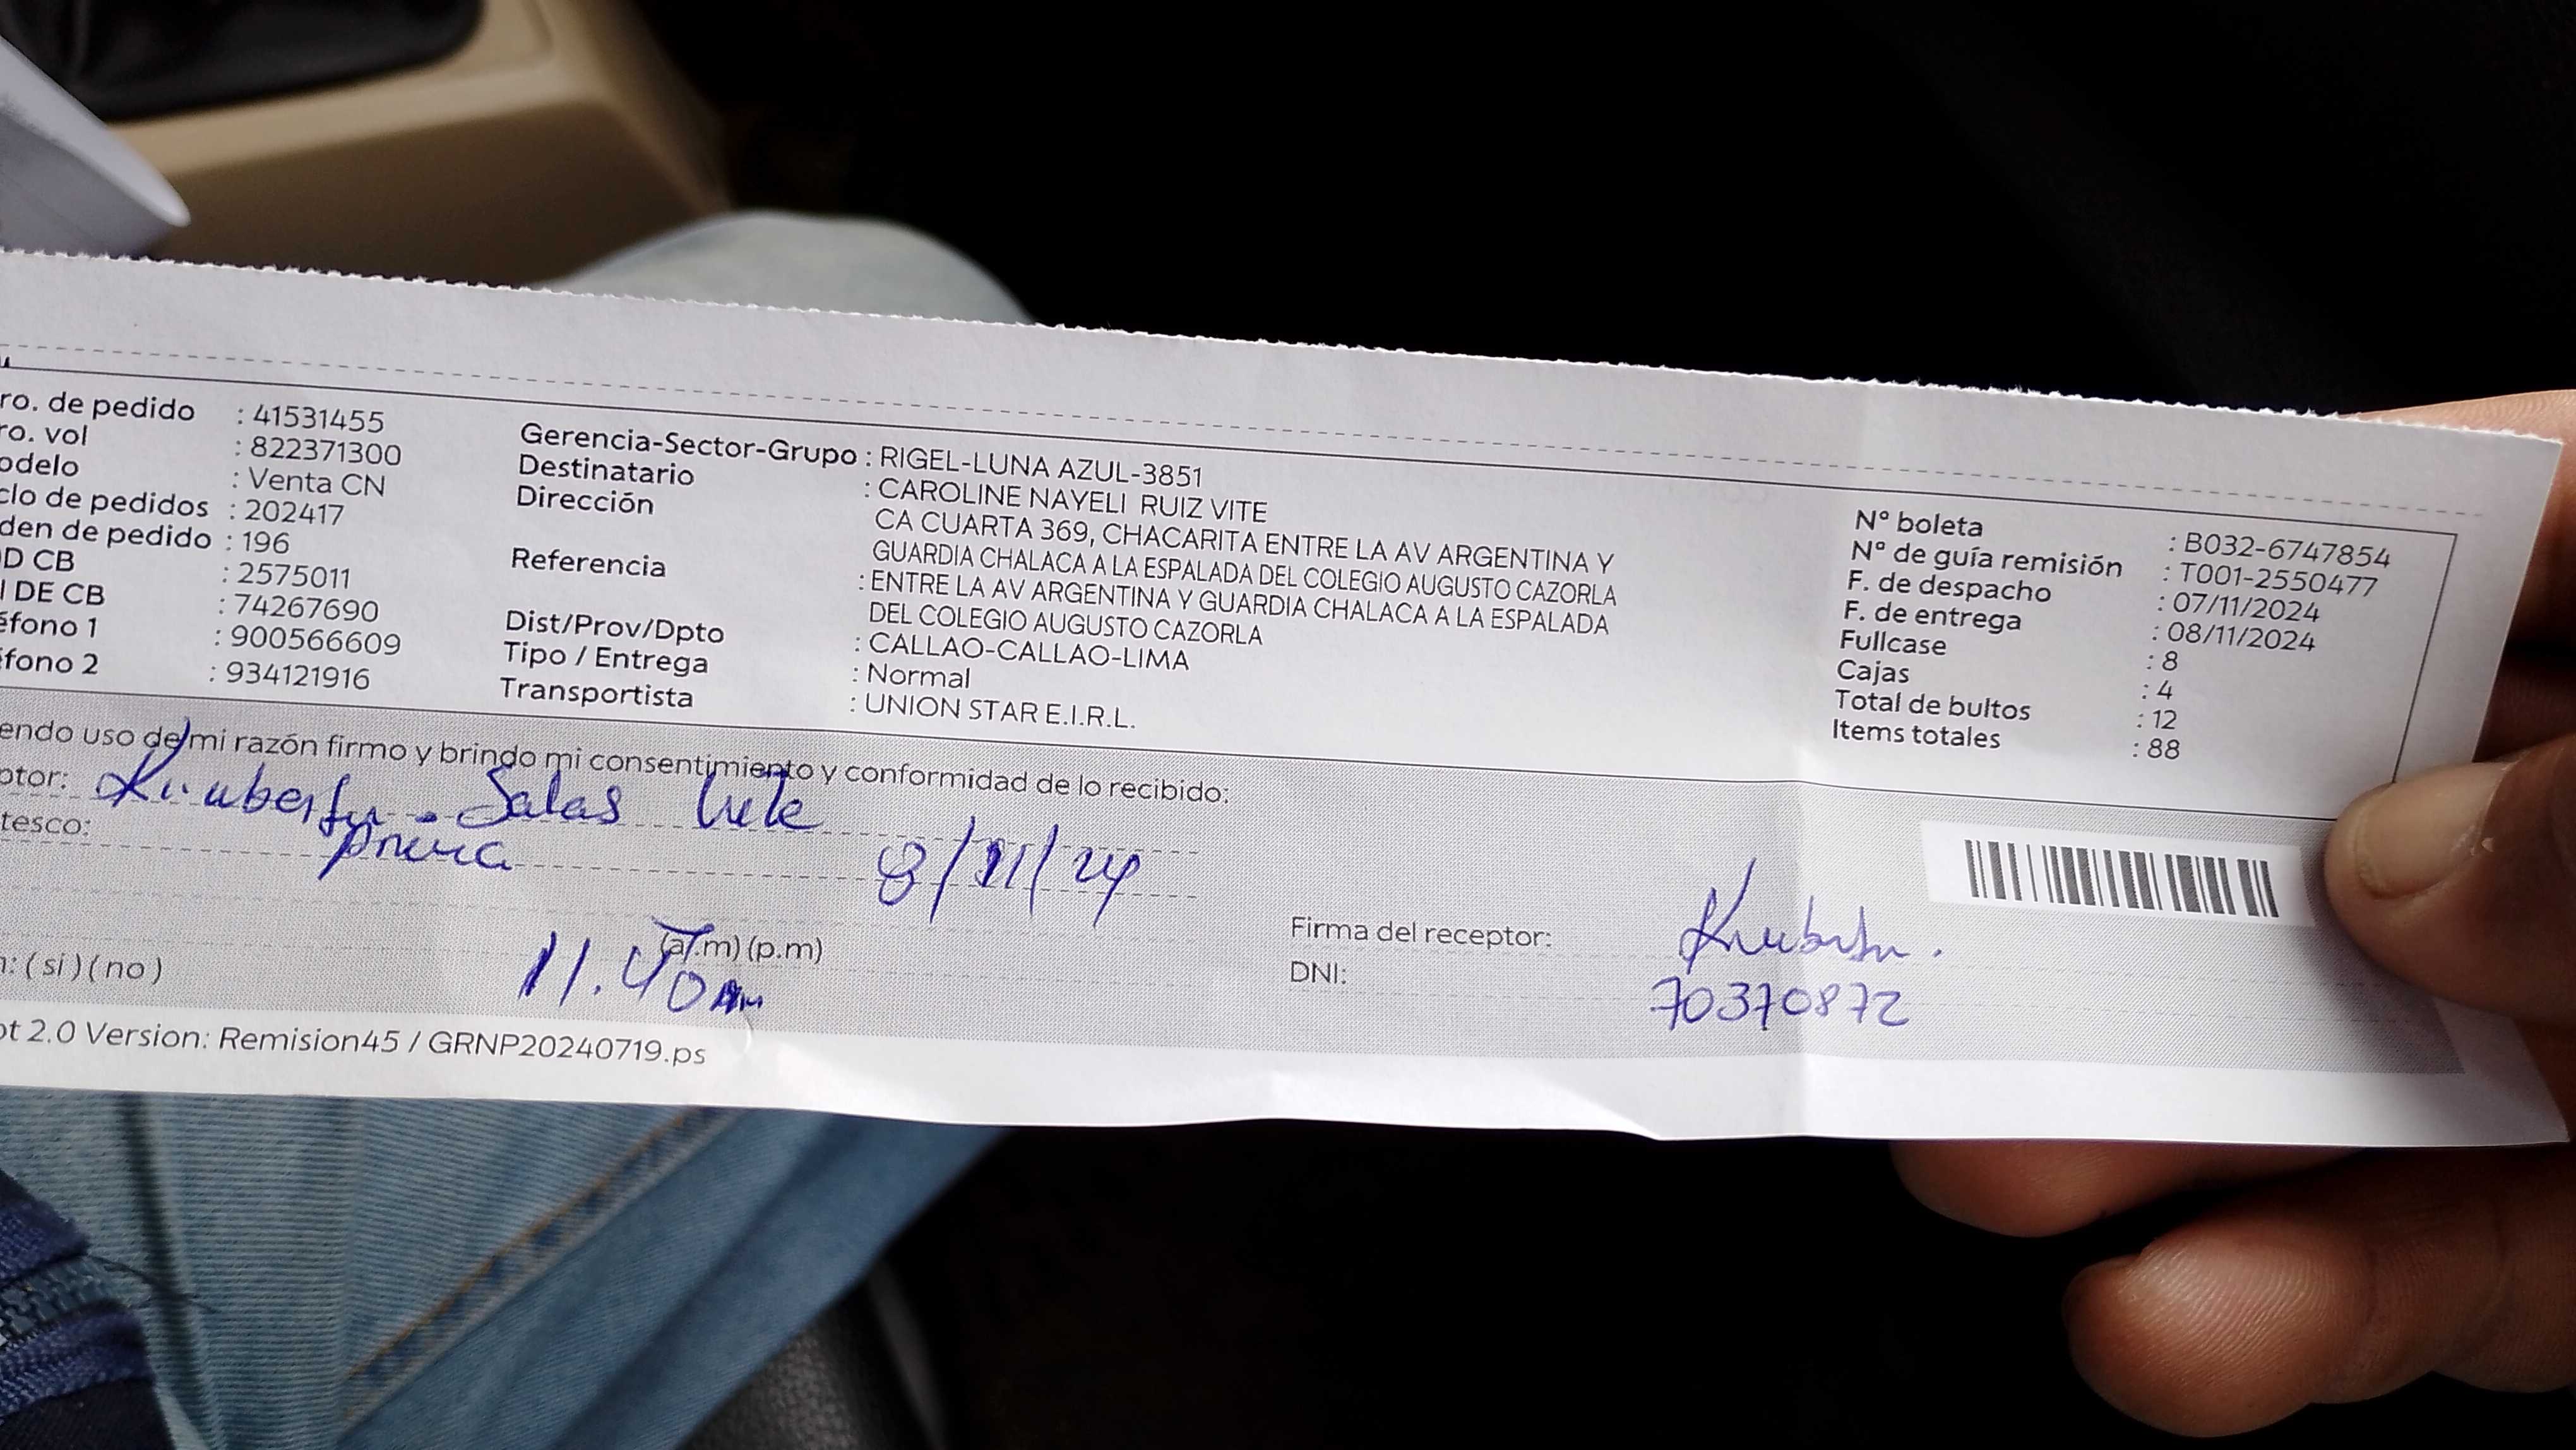 ro. de pedido : 41531455
ro. vol : 822371300
odelo : Venta CN
clo de pedidos : 202417
den de pedido : 196
D CB : 2575011
I DE CB : 74267690
éfono 1 : 900566609
fono 2 : 934121916
Gerencia-Sector-Grupo : RIGEL-LUNA AZUL-3851
Destinatario : CAROLINE NAYELI RUIZ VITE
Dirección CA CUARTA 369, CHACARITA ENTRE LA AV ARGENTINA Y
GUARDIA CHALACA A LA ESPALADA DEL COLEGIO AUGUSTO CAZORLA
Referencia : ENTRE LA AV ARGENTINA Y GUARDIA CHALACA A LA ESPALADA
DEL COLEGIO AUGUSTO CAZORLA
Dist/Prov/Dpto : CALLAO-CALLAO-LIMA
Tipo / Entrega : Normal
Transportista : UNION STAR E.I.R.L.
N° boleta : B032-6747854
N° de guía remisión : T001-2550477
F. de despacho : 07/11/2024
F. de entrega : 08/11/2024
Fullcase : 8
Cajas : 4
Total de bultos : 12
Items totales : 88
endo uso de mi razón firmo y brindo mi consentimiento y conformidad de lo recibido:
ptor: Salas Vite
tesco: prima
8/11/24
(a.m) (p.m)
: (si) (no) 11.40 am
Firma del receptor:
DNI: 70370872
ot 2.0 Version: Remision45 / GRNP20240719.ps